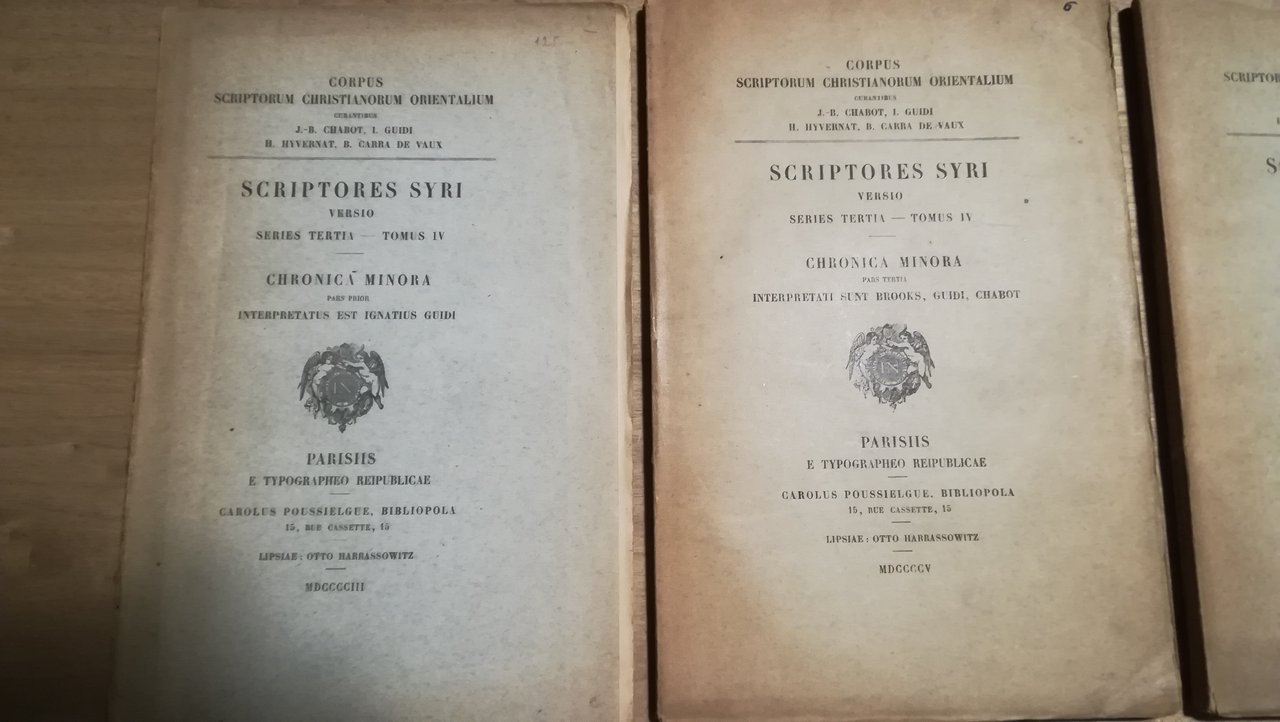 125
CORPUS
SCRIPTORUM CHRISTIANORUM ORIENTALIUM
CURANTIBUS
J.-B. CHABOT, I. GUIDI
H. HYVERNAT, B. CARRA DE VAUX
SCRIPTORES SYRI
VERSIO
SERIES TERTIA — TOMUS IV
CHRONICA MINORA
PARS PRIOR
INTERPRETATUS EST IGNATIUS GUIDI
PARISIIS
E TYPOGRAPHEO REIPUBLICAE
CAROLUS POUSSIELGUE, BIBLIOPOLA
15, RUE CASSETTE, 15
LIPSIAE : OTTO HARRASSOWITZ
MDCCCCIII
6
CORPUS
SCRIPTORUM CHRISTIANORUM ORIENTALIUM
CURANTIBUS
J.-B. CHABOT, I. GUIDI
H. HYVERNAT, B. CARRA DE VAUX
SCRIPTORES SYRI
VERSIO
SERIES TERTIA — TOMUS IV
CHRONICA MINORA
PARS TERTIA
INTERPRETATI SUNT BROOKS, GUIDI, CHABOT
PARISIIS
E TYPOGRAPHEO REIPUBLICAE
CAROLUS POUSSIELGUE, BIBLIOPOLA
15, RUE CASSETTE, 15
LIPSIAE : OTTO HARRASSOWITZ
MDCCCCV
SCRIPTOR